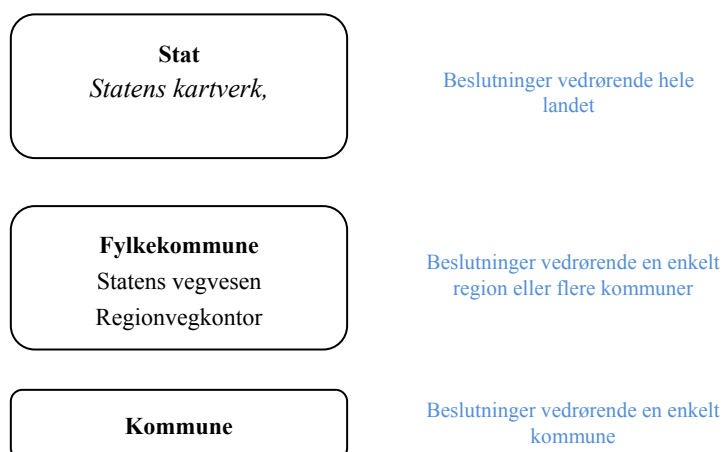 Stat
Statens kartverk,
Beslutninger vedrørende hele
landet
Fylkekommune
Statens vegvesen
Regionvegkontor
Beslutninger vedrørende en enkelt
region eller flere kommuner
Kommune
Beslutninger vedrørende en enkelt
kommune